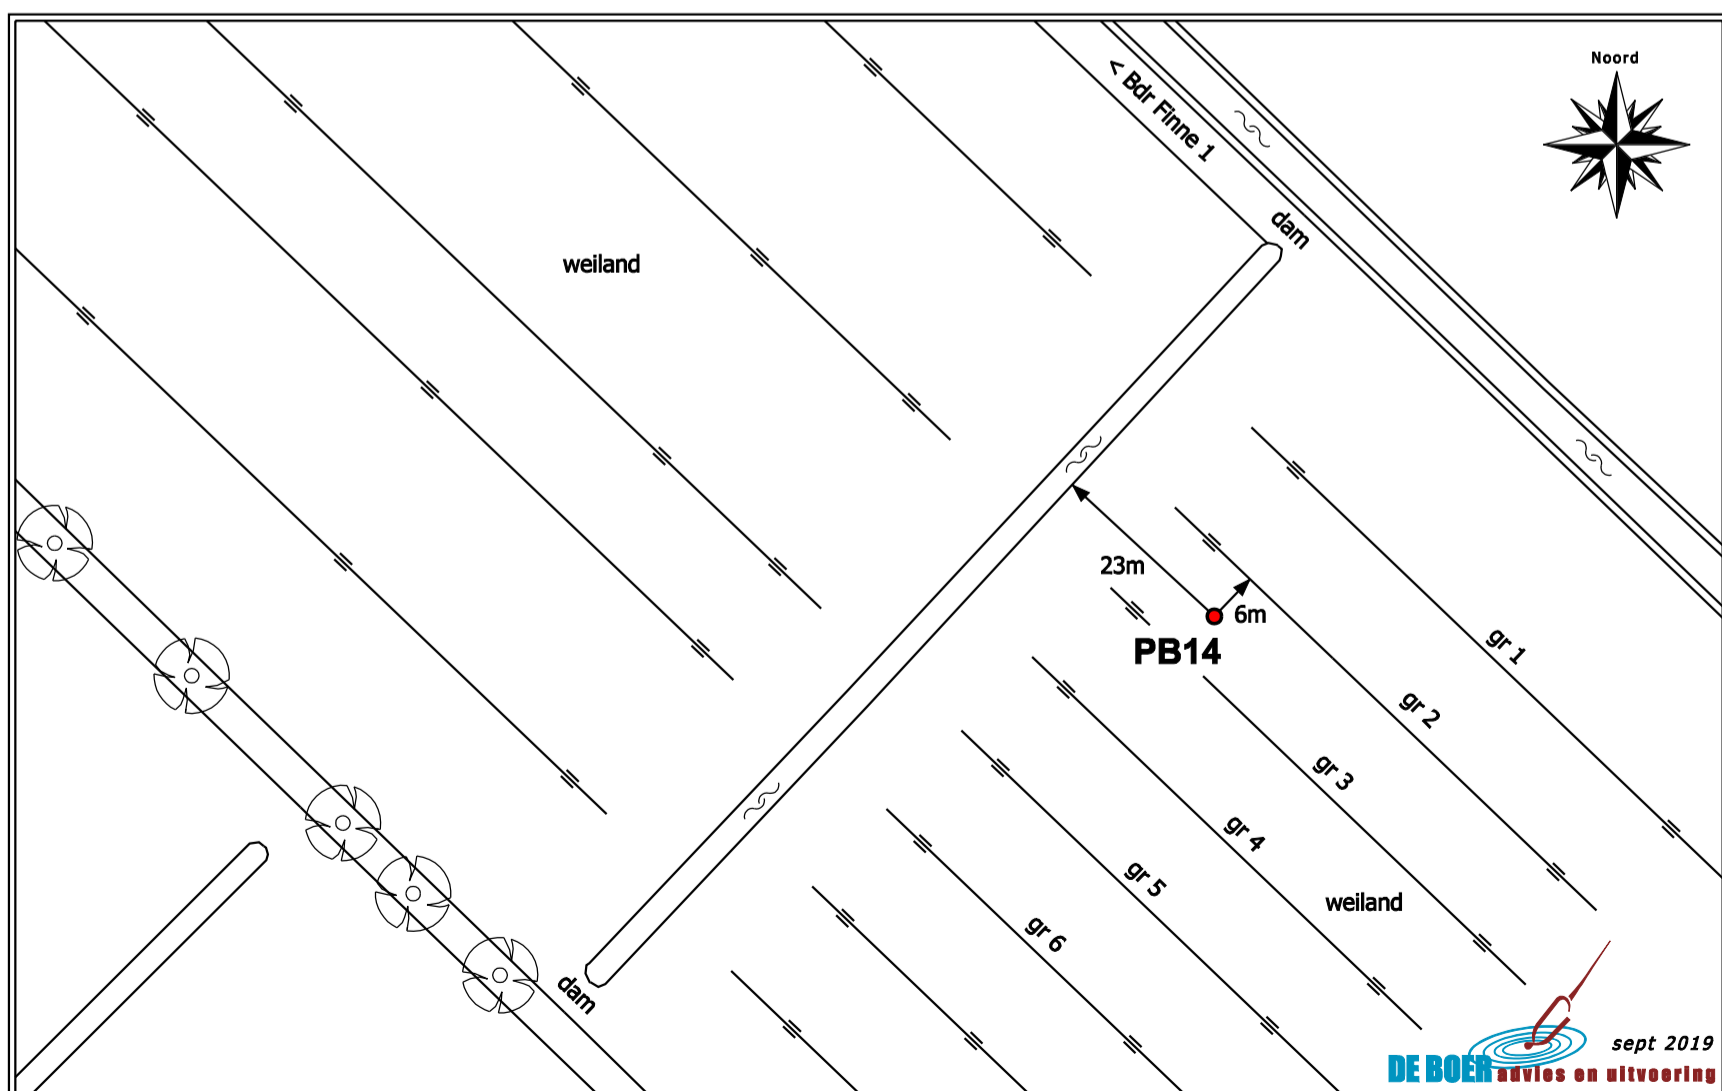 Noord
< Bdr Finne 1
dam
weiland
23m
6m
PB14
gr 1
gr 2
gr 3
gr 4
gr 5
gr 6
weiland
dam
sept 2019
DE BOER advies en uitvoering